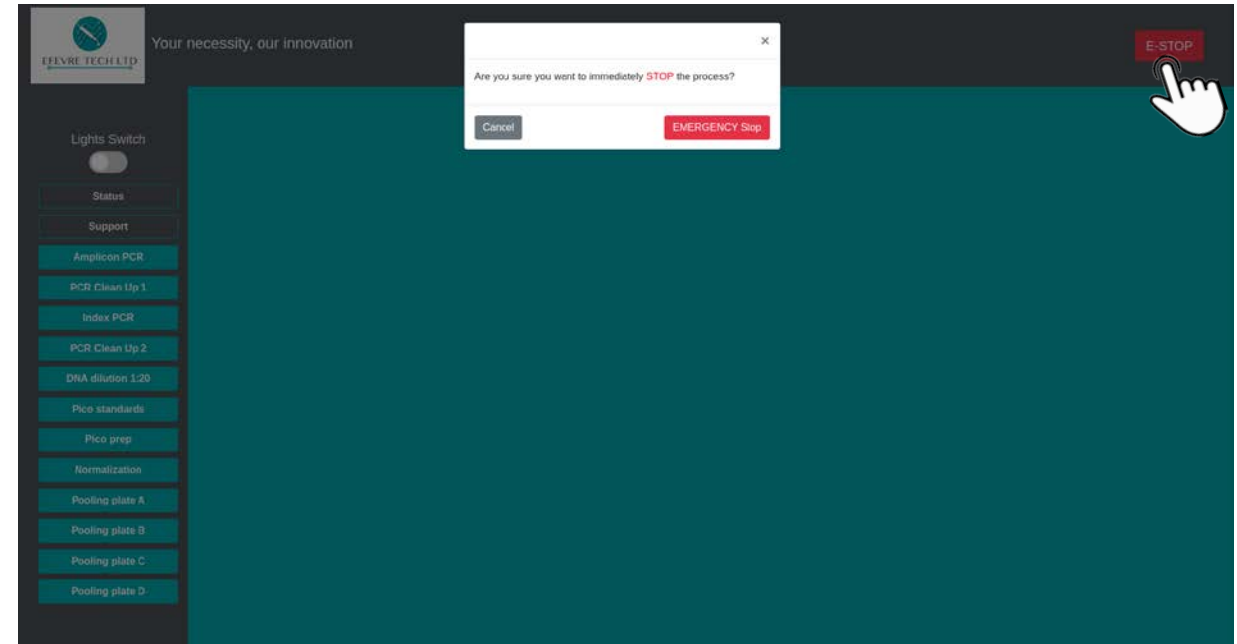 EFEVRE TECH LTD
Your necessity, our innovation
×
E-STOP
Are you sure you went to immediately STOP the process?
Cancel
EMERGENCY Stop
Lights Switch
Status
Support
Amplicon PCR
PCR Clean Up 1
Index PCR
PCR Clean Up 2
DNA dilution 1:20
Pico standards
Pico prep
Normalization
Pooling plate A
Pooling plate B
Pooling plate C
Pooling plate D